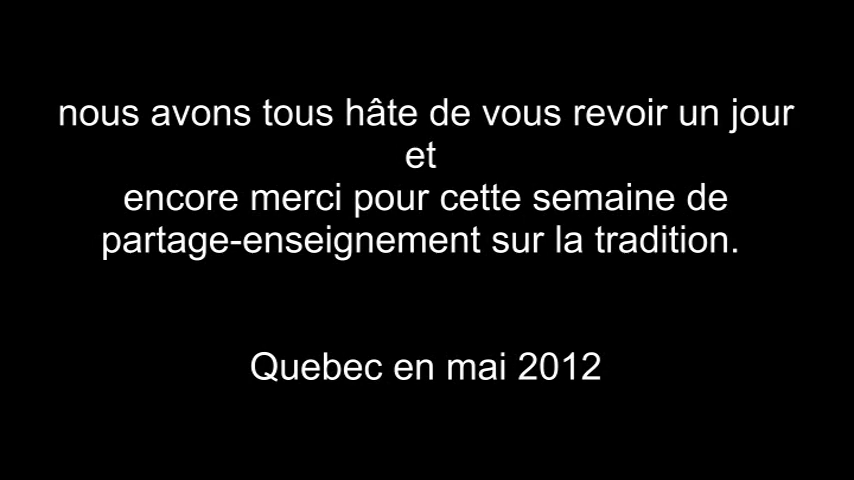 nous avons tous hâte de vous revoir un jour
et
encore merci pour cette semaine de
partage-enseignement sur la tradition.
Quebec en mai 2012